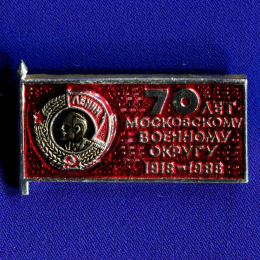 ЛЕНИН
70 ЛЕТ
МОСКОВСКОМУ
ВОЕННОМУ
ОКРУГУ
1918-1988